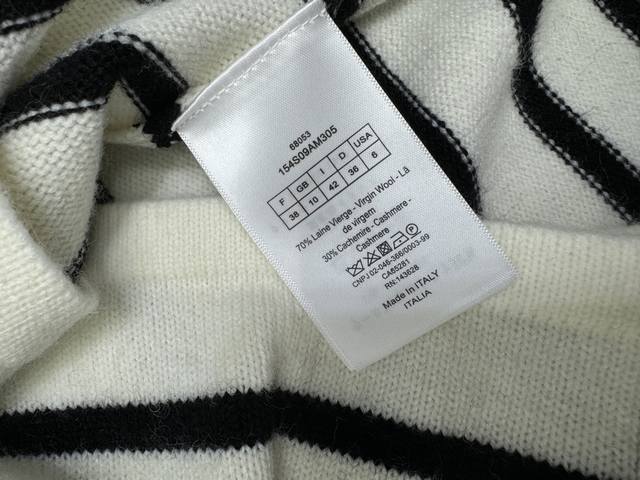 68053
154S09AM305
F GB I D USA
38 10 42 36 6
70% Laine Vierge - Virgin Wool - Lã
de virgem
30% Cachemire - Cashmere -
Cashmere
CNPJ 02-046-366/0003-99
CA55281
RN:143628
Made In ITALY
ITALIA